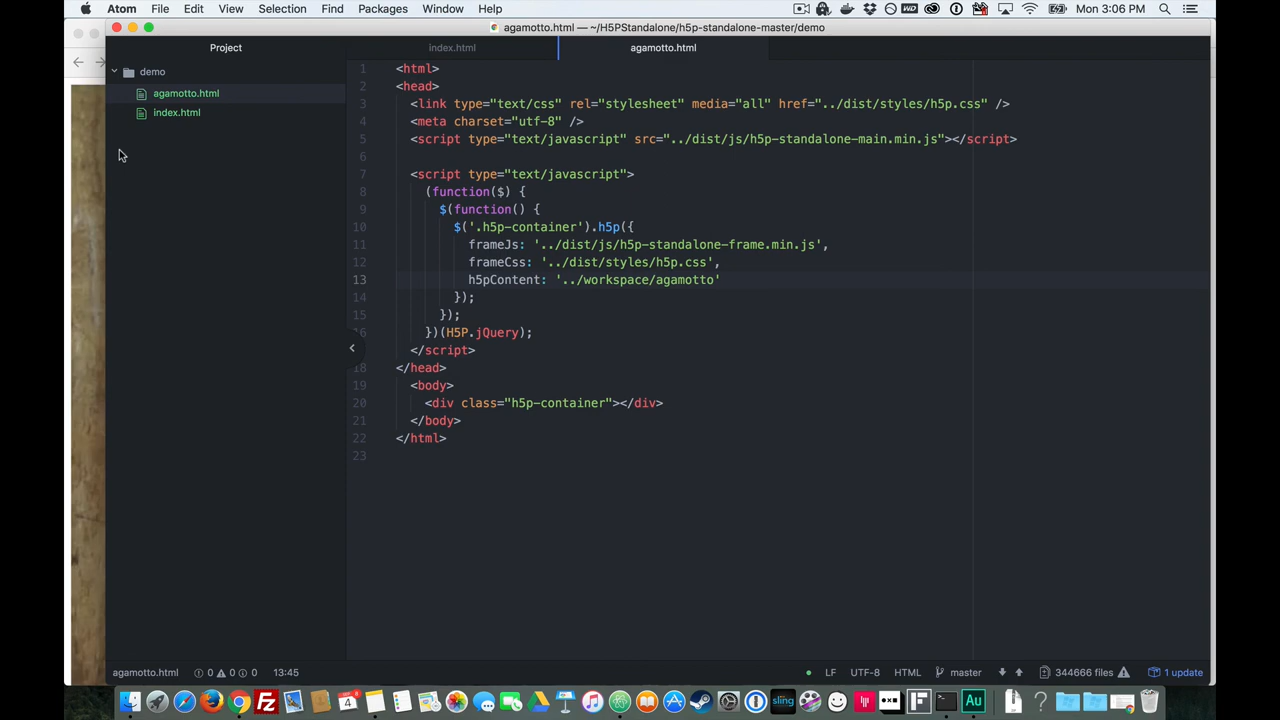 Atom File Edit View Selection Find Packages Window Help Mon 3:06 PM
agamotto.html — ~/H5PStandalone/h5p-standalone-master/demo
Project index.html agamotto.html
demo
agamotto.html
index.html
1 <html>
2 <head>
3 <link type="text/css" rel="stylesheet" media="all" href="../dist/styles/h5p.css" />
4 <meta charset="utf-8" />
5 <script type="text/javascript" src="../dist/js/h5p-standalone-main.min.js"></script>
6
7 <script type="text/javascript">
8 (function($) {
9 $(function() {
10 $('.h5p-container').h5p({
11 frameJs: '../dist/js/h5p-standalone-frame.min.js',
12 frameCss: '../dist/styles/h5p.css',
13 h5pContent: '../workspace/agamotto'
14 });
15 });
16 })(H5P.jQuery);
</script>
18 </head>
19 <body>
20 <div class="h5p-container"></div>
21 </body>
22 </html>
23
agamotto.html 0 0 0 13:45 LF UTF-8 HTML master 344666 files 1 update
sling Au